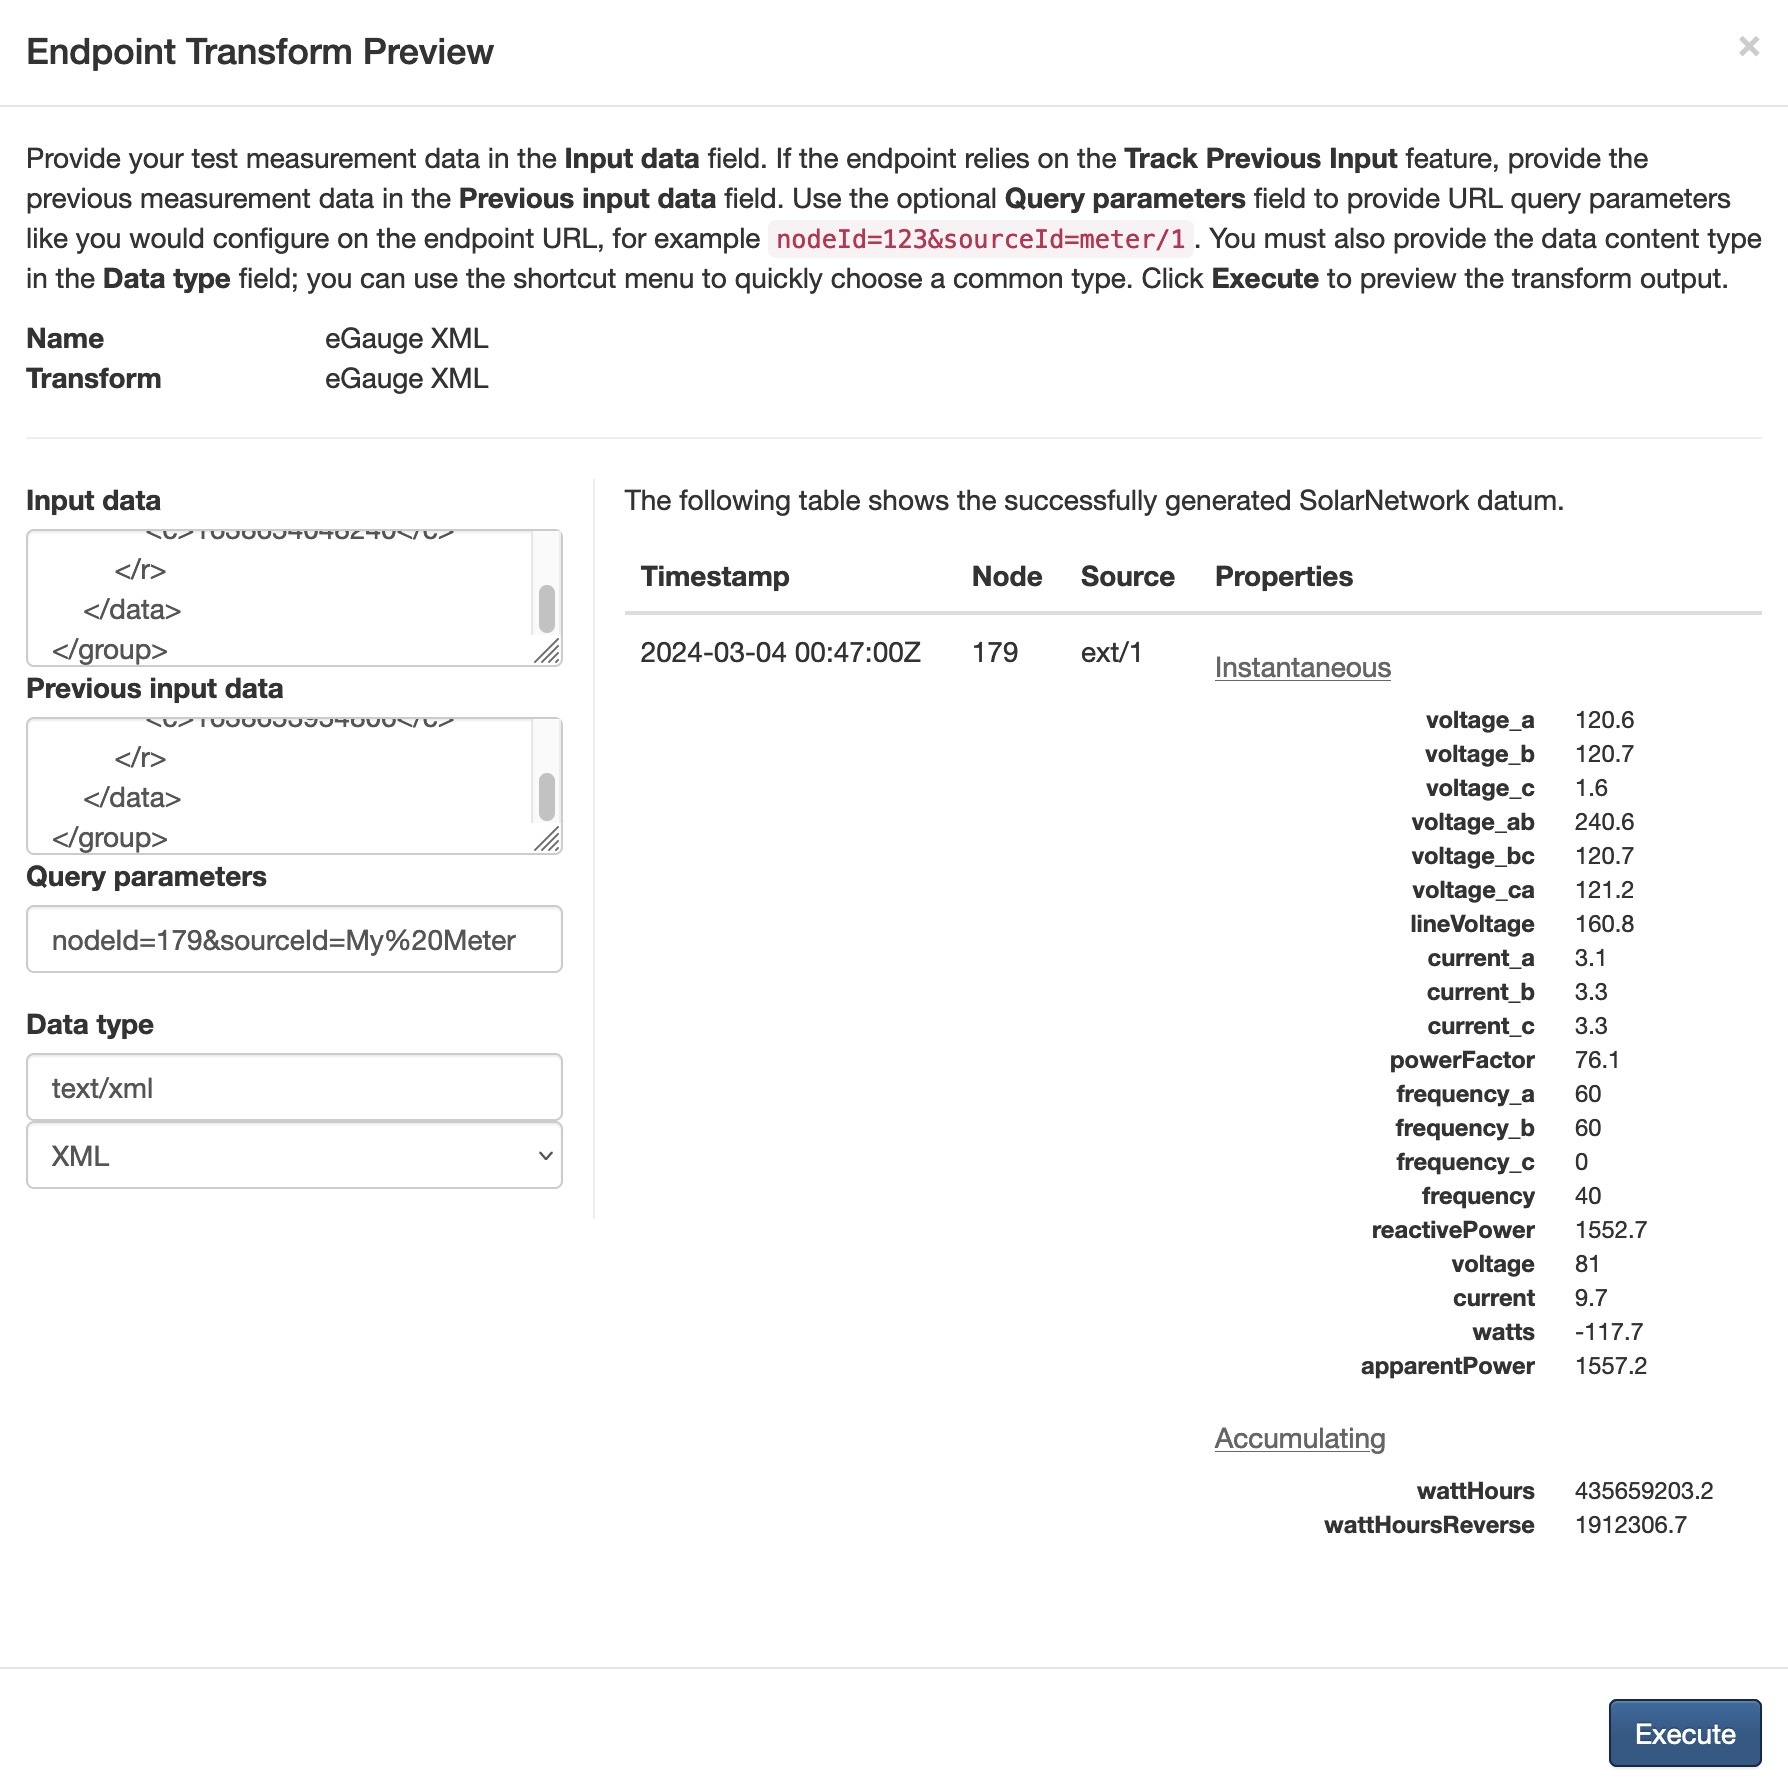 Endpoint Transform Preview
×
Provide your test measurement data in the Input data field. If the endpoint relies on the Track Previous Input feature, provide the
previous measurement data in the Previous input data field. Use the optional Query parameters field to provide URL query parameters
like you would configure on the endpoint URL, for example nodeId=123&sourceId=meter/1 . You must also provide the data content type
in the Data type field; you can use the shortcut menu to quickly choose a common type. Click Execute to preview the transform output.
Name eGauge XML
Transform eGauge XML
Input data
</r>
</data>
</group>
Previous input data
</r>
</data>
</group>
Query parameters
nodeId=179&sourceId=My%20Meter
Data type
text/xml
XML
The following table shows the successfully generated SolarNetwork datum.
Timestamp Node Source Properties
2024-03-04 00:47:00Z 179 ext/1
Instantaneous
voltage_a 120.6
voltage_b 120.7
voltage_c 1.6
voltage_ab 240.6
voltage_bc 120.7
voltage_ca 121.2
lineVoltage 160.8
current_a 3.1
current_b 3.3
current_c 3.3
powerFactor 76.1
frequency_a 60
frequency_b 60
frequency_c 0
frequency 40
reactivePower 1552.7
voltage 81
current 9.7
watts -117.7
apparentPower 1557.2
Accumulating
wattHours 435659203.2
wattHoursReverse 1912306.7
Execute